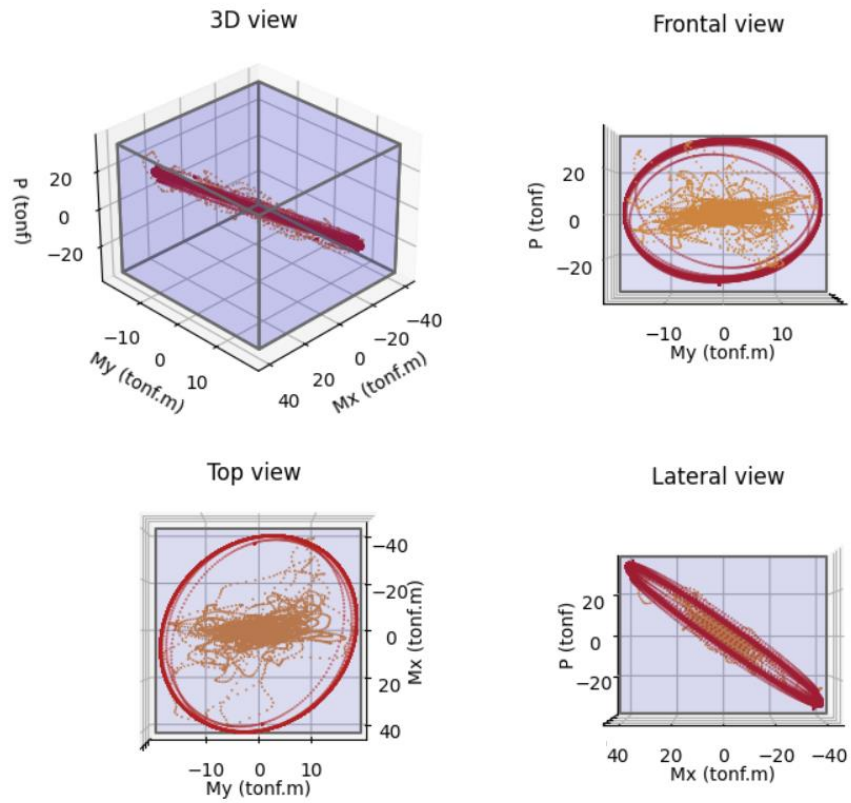 3D view
Frontal view
P (tonf)
20
0
−20
−10
0
10
My (tonf.m)
40
20
0
−20
−40
Mx (tonf.m)
P (tonf)
20
0
−20
−10
0
10
My (tonf.m)
Top view
Lateral view
−40
−20
0
20
40
Mx (tonf.m)
−10
0
10
My (tonf.m)
P (tonf)
20
0
−20
40
20
0
−20
−40
Mx (tonf.m)